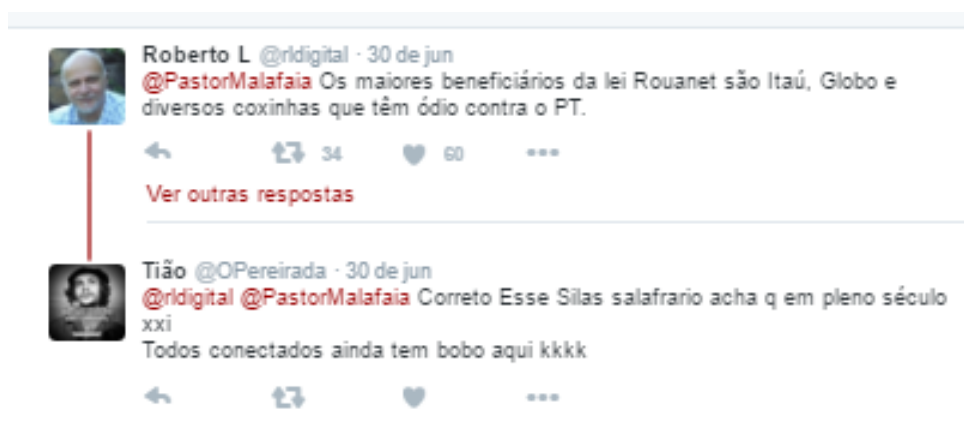 Roberto L @rldigital · 30 de jun
@PastorMalafaia Os maiores beneficiários da lei Rouanet são Itaú, Globo e
diversos coxinhas que têm ódio contra o PT.
34 60
Ver outras respostas
Tião @OPereirada · 30 de jun
@rldigital @PastorMalafaia Correto Esse Silas salafrario acha q em pleno século
xxi
Todos conectados ainda tem bobo aqui kkkk